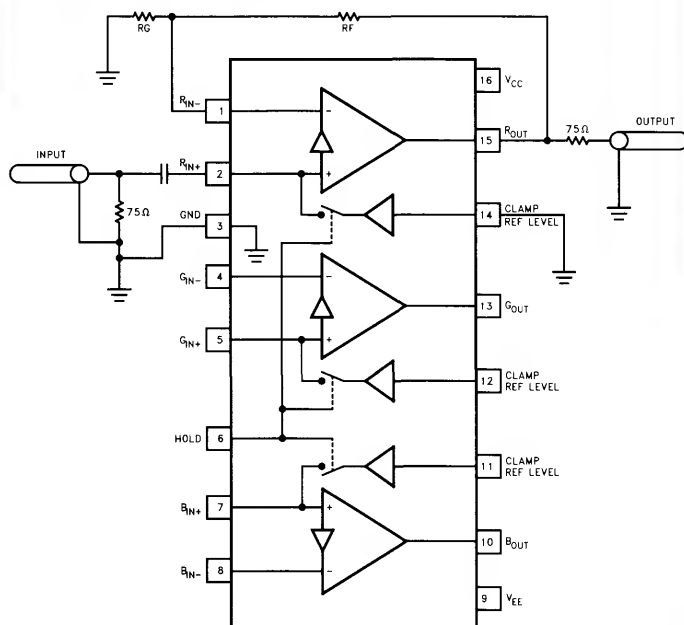 RG RF
16 VCC
RIN- 1
15 ROUT
OUTPUT
75Ω
INPUT
RIN+ 2
75Ω
GND 3
14 CLAMP
REF LEVEL
GIN- 4
- +
13 GOUT
GIN+ 5
- +
12 CLAMP
REF LEVEL
HOLD 6
11 CLAMP
REF LEVEL
BIN+ 7
+ -
10 BOUT
BIN- 8
9 VEE